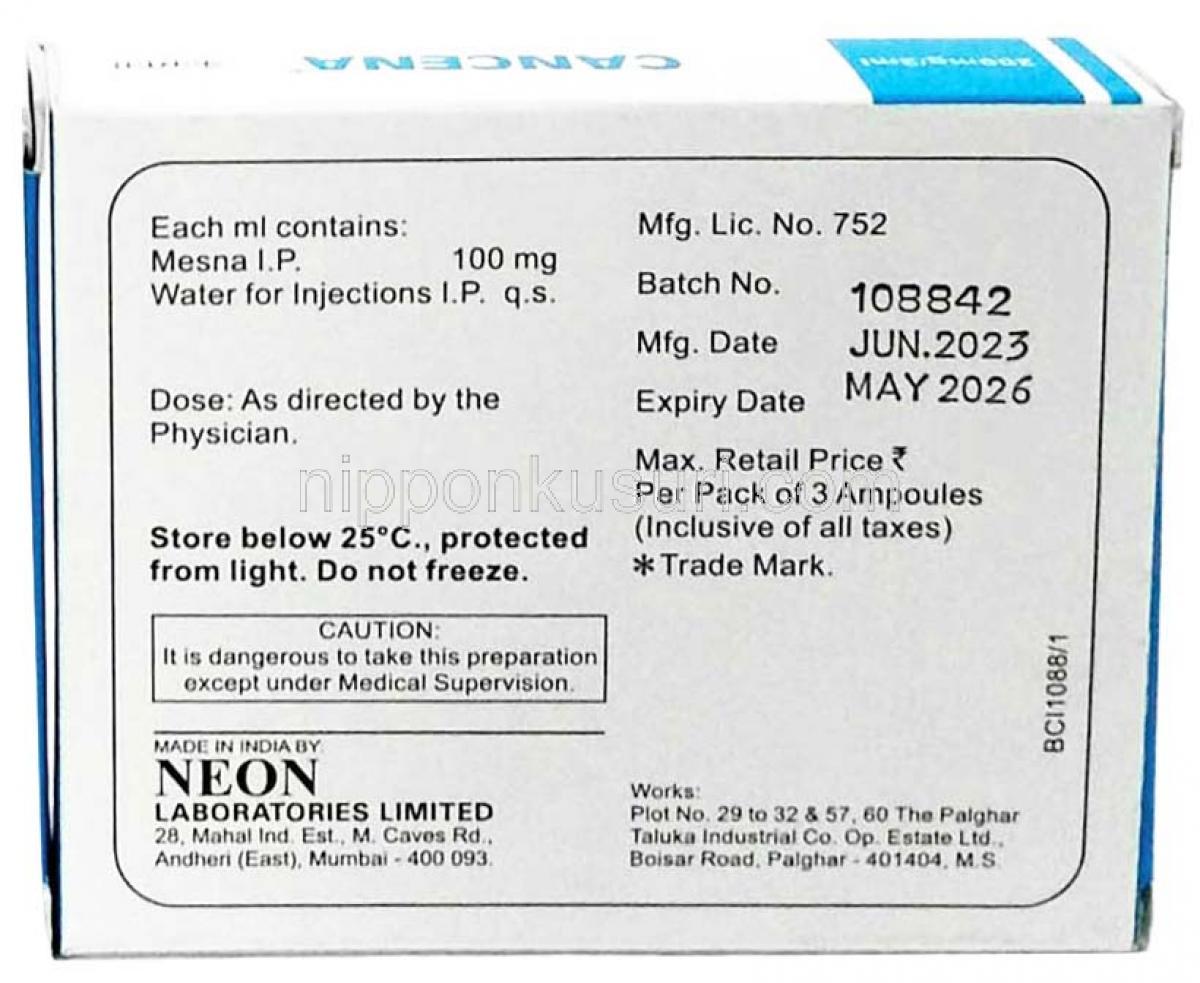 CANCENA
200mg/2ml
Each ml contains:
Mesna I.P. 100 mg
Water for Injections I.P. q.s.
Dose: As directed by the
Physician.
Store below 25°C., protected
from light. Do not freeze.
CAUTION:
It is dangerous to take this preparation
except under Medical Supervision.
MADE IN INDIA BY:
NEON
LABORATORIES LIMITED
28, Mahal Ind. Est., M. Caves Rd.,
Andheri (East), Mumbai - 400 093.
Mfg. Lic. No. 752
Batch No. 108842
Mfg. Date JUN.2023
Expiry Date MAY 2026
Max. Retail Price ₹
Per Pack of 3 Ampoules
(Inclusive of all taxes)
* Trade Mark.
BCI1088/1
Works:
Plot No. 29 to 32 & 57, 60 The Palghar
Taluka Industrial Co. Op. Estate Ltd.,
Boisar Road, Palghar - 401404, M.S.
nipponkusuri.com